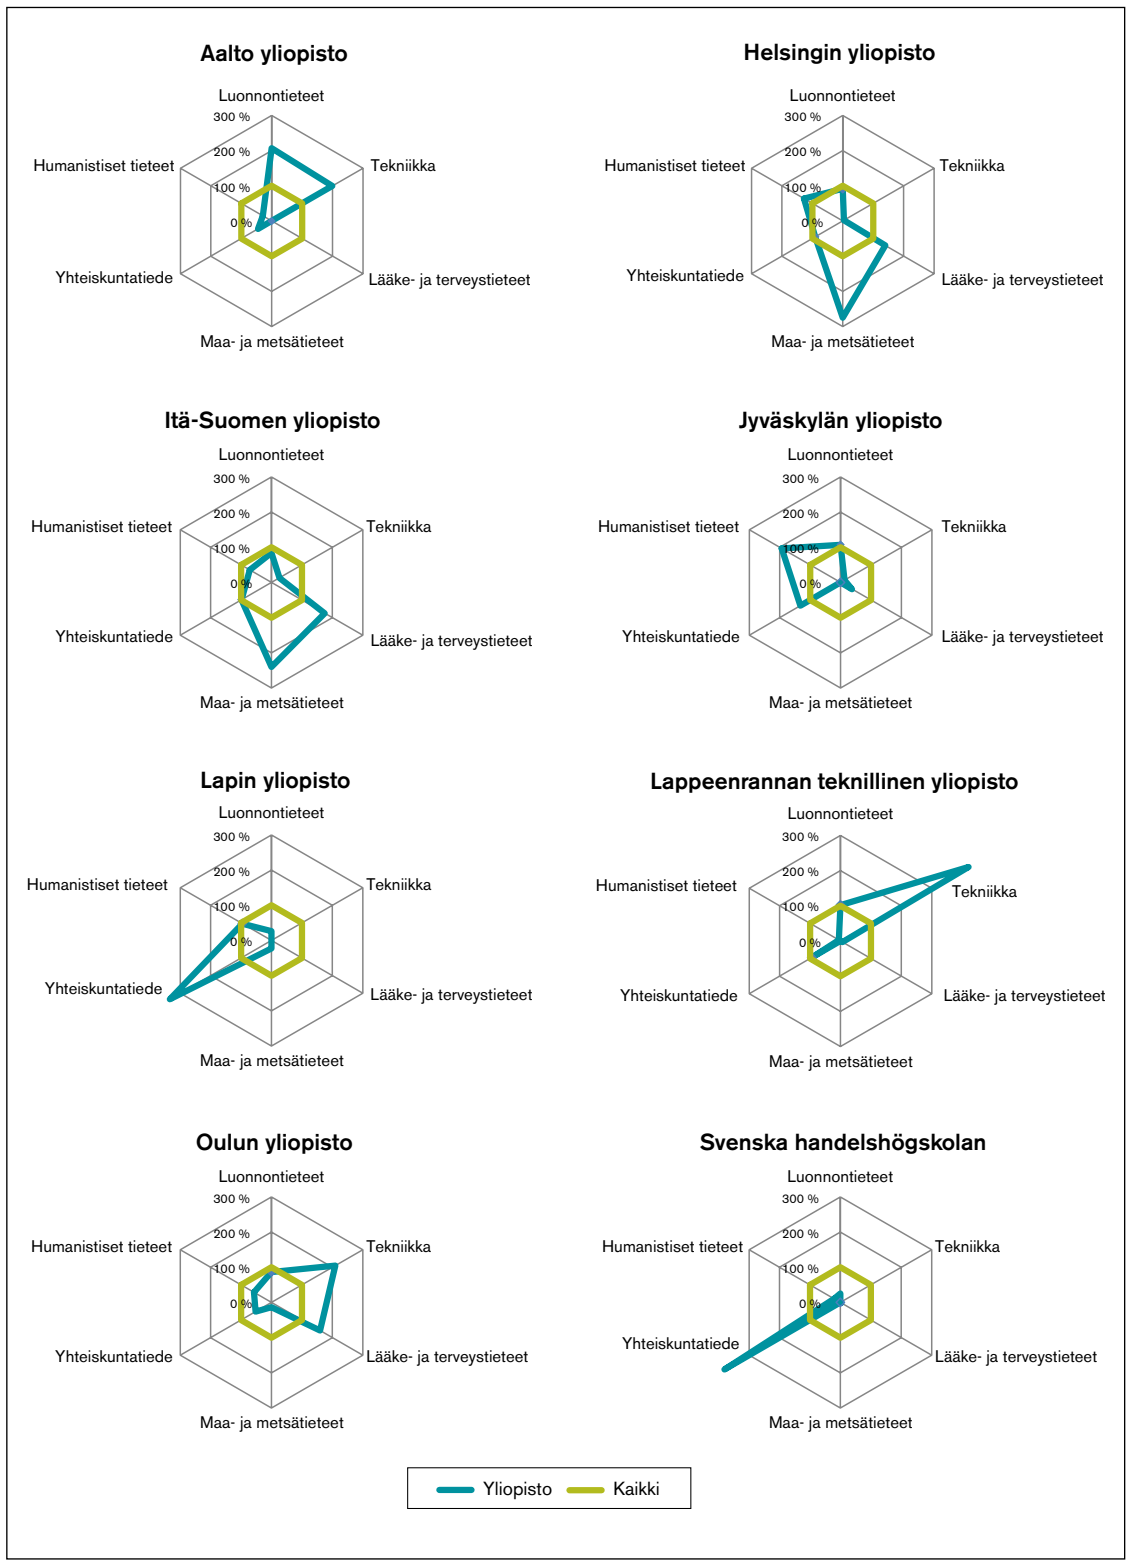 Aalto yliopisto
Luonnontieteet
300 %
200 %
100 %
0 %
Tekniikka
Lääke- ja terveystieteet
Maa- ja metsätieteet
Yhteiskuntatiede
Humanistiset tieteet
Helsingin yliopisto
Luonnontieteet
300 %
200 %
100 %
0 %
Tekniikka
Lääke- ja terveystieteet
Maa- ja metsätieteet
Yhteiskuntatiede
Humanistiset tieteet
Itä-Suomen yliopisto
Luonnontieteet
300 %
200 %
100 %
0 %
Tekniikka
Lääke- ja terveystieteet
Maa- ja metsätieteet
Yhteiskuntatiede
Humanistiset tieteet
Jyväskylän yliopisto
Luonnontieteet
300 %
200 %
100 %
0 %
Tekniikka
Lääke- ja terveystieteet
Maa- ja metsätieteet
Yhteiskuntatiede
Humanistiset tieteet
Lapin yliopisto
Luonnontieteet
300 %
200 %
100 %
0 %
Tekniikka
Lääke- ja terveystieteet
Maa- ja metsätieteet
Yhteiskuntatiede
Humanistiset tieteet
Lappeenrannan teknillinen yliopisto
Luonnontieteet
300 %
200 %
100 %
0 %
Tekniikka
Lääke- ja terveystieteet
Maa- ja metsätieteet
Yhteiskuntatiede
Humanistiset tieteet
Oulun yliopisto
Luonnontieteet
300 %
200 %
100 %
0 %
Tekniikka
Lääke- ja terveystieteet
Maa- ja metsätieteet
Yhteiskuntatiede
Humanistiset tieteet
Svenska handelshögskolan
Luonnontieteet
300 %
200 %
100 %
0 %
Tekniikka
Lääke- ja terveystieteet
Maa- ja metsätieteet
Yhteiskuntatiede
Humanistiset tieteet
Yliopisto
Kaikki